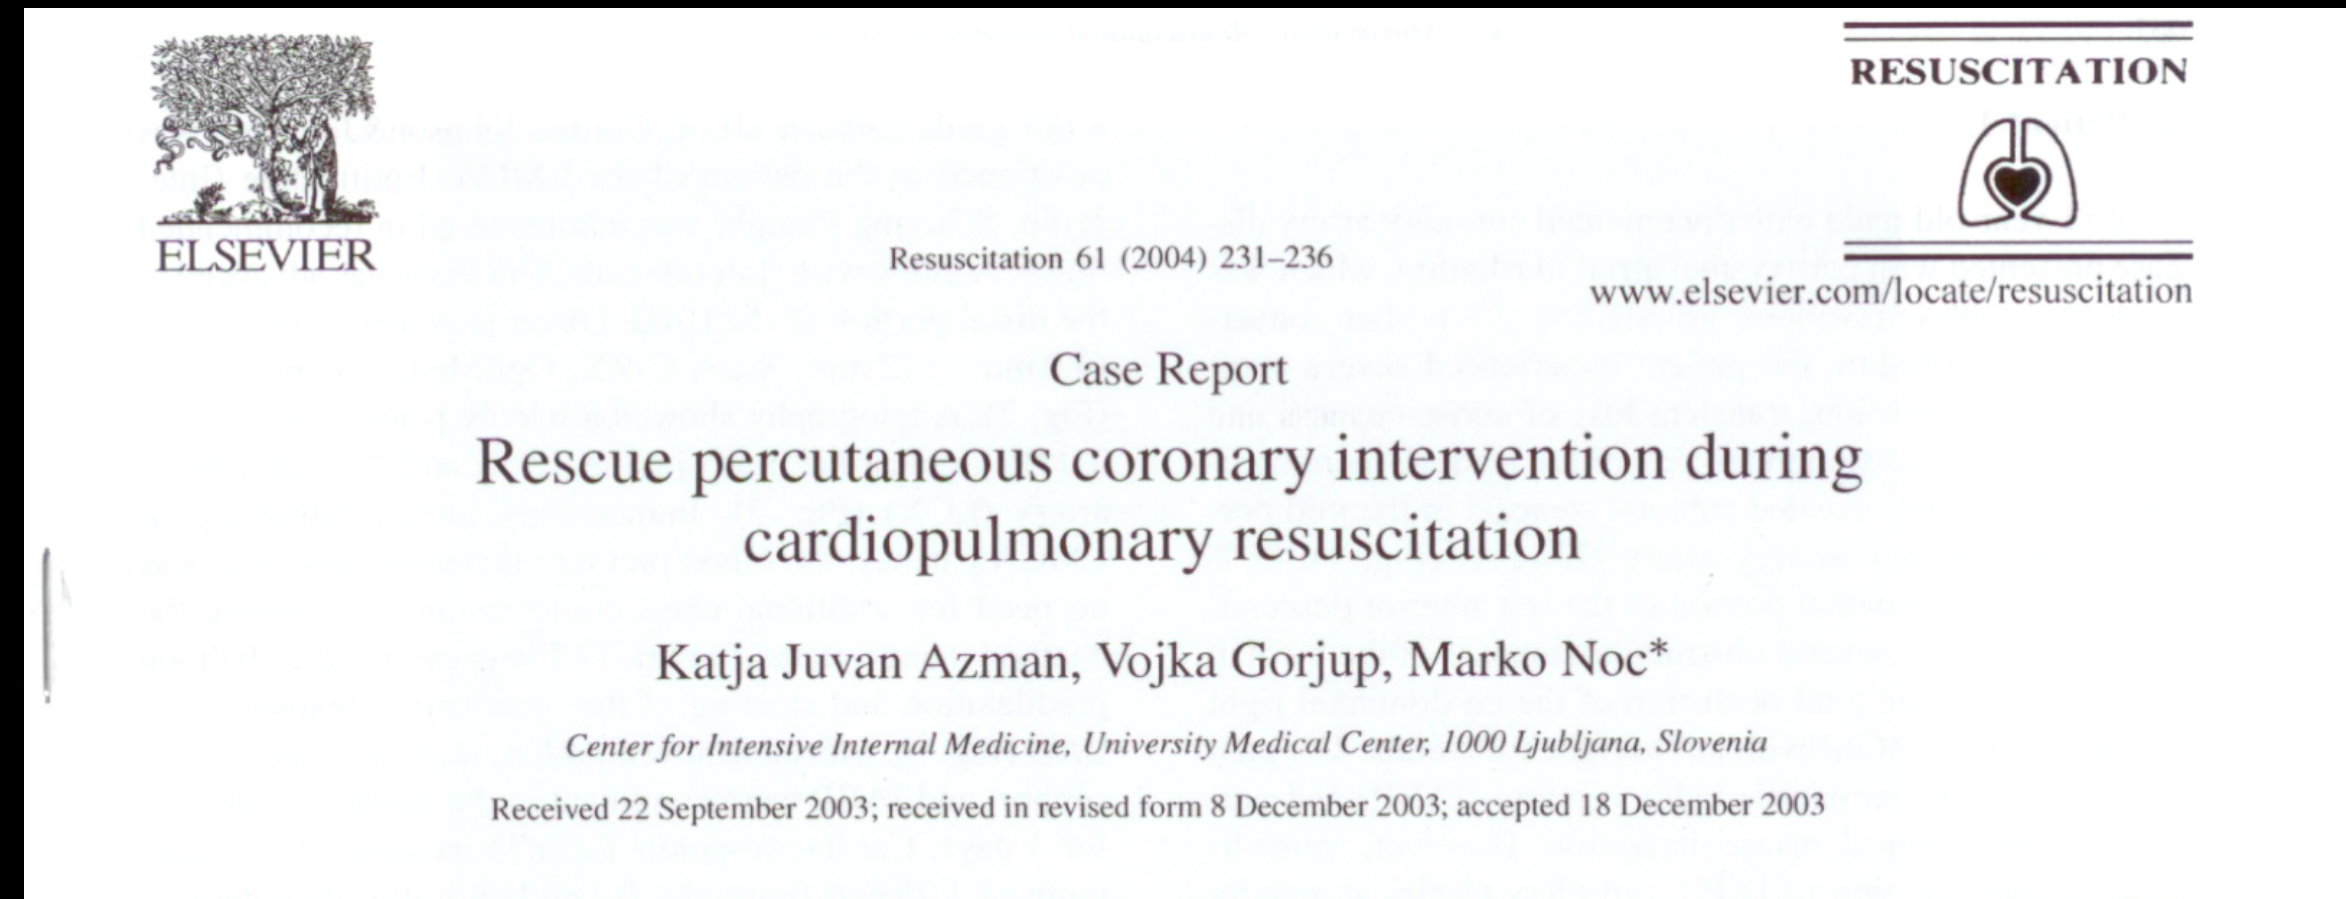 RESUSCITATION
ELSEVIER
Resuscitation 61 (2004) 231–236
www.elsevier.com/locate/resuscitation
Case Report
Rescue percutaneous coronary intervention during
cardiopulmonary resuscitation
Katja Juvan Azman, Vojka Gorjup, Marko Noc*
Center for Intensive Internal Medicine, University Medical Center, 1000 Ljubljana, Slovenia
Received 22 September 2003; received in revised form 8 December 2003; accepted 18 December 2003